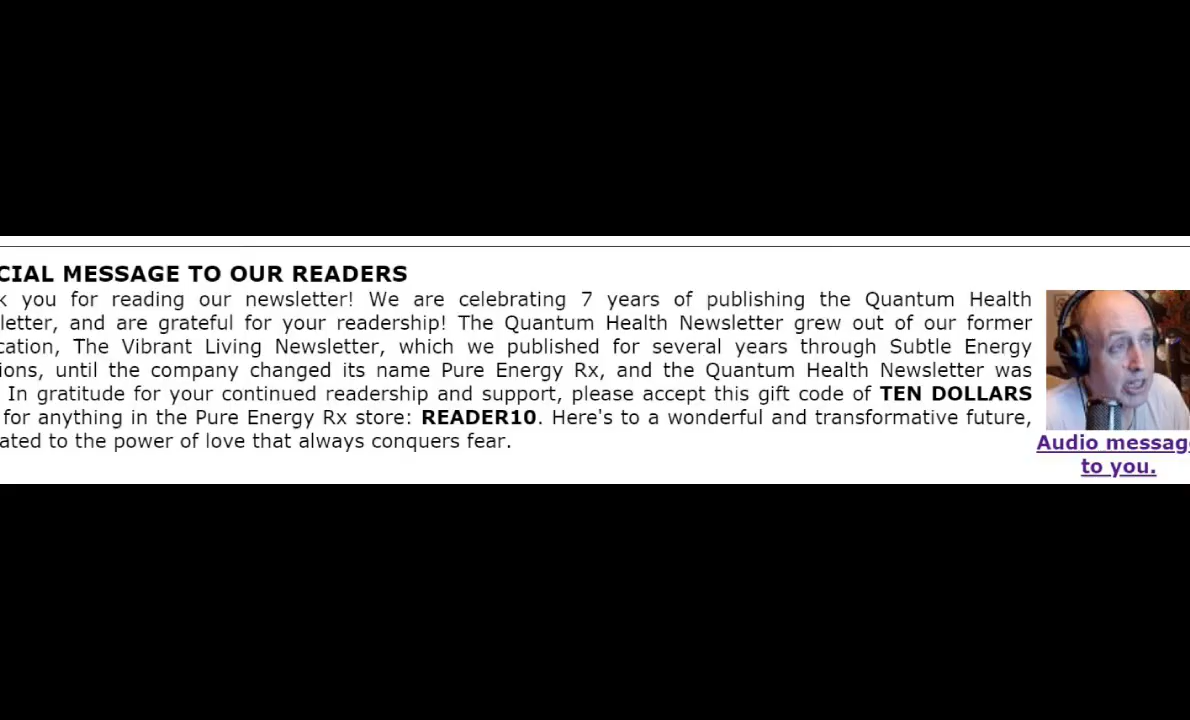 CIAL MESSAGE TO OUR READERS
k you for reading our newsletter! We are celebrating 7 years of publishing the Quantum Health
letter, and are grateful for your readership! The Quantum Health Newsletter grew out of our former
cation, The Vibrant Living Newsletter, which we published for several years through Subtle Energy
ions, until the company changed its name Pure Energy Rx, and the Quantum Health Newsletter was
In gratitude for your continued readership and support, please accept this gift code of TEN DOLLARS
for anything in the Pure Energy Rx store: READER10. Here's to a wonderful and transformative future,
ated to the power of love that always conquers fear.
Audio messag
to you.